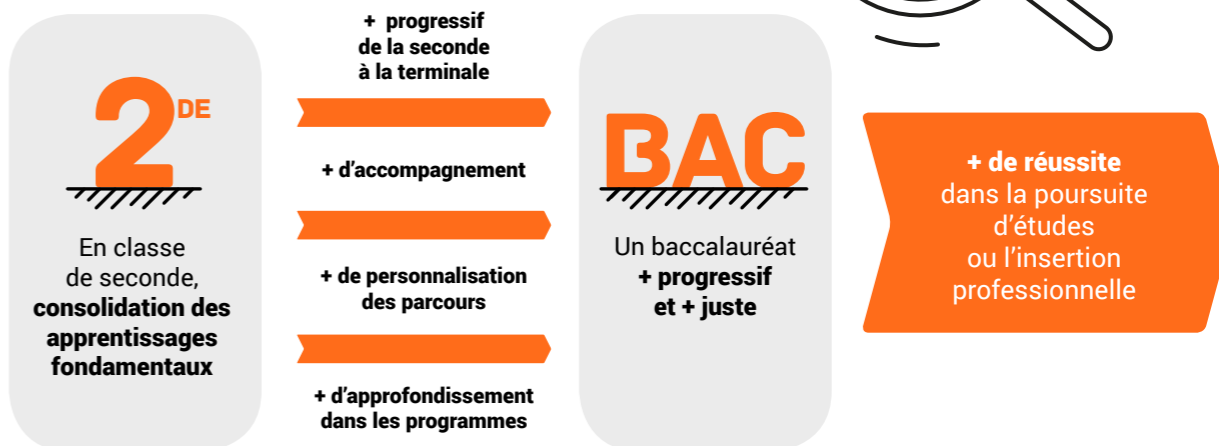 2DE
En classe
de seconde,
consolidation des
apprentissages
fondamentaux
+ progressif
de la seconde
à la terminale
+ d'accompagnement
+ de personnalisation
des parcours
+ d'approfondissement
dans les programmes
BAC
Un baccalauréat
+ progressif
et + juste
+ de réussite
dans la poursuite
d'études
ou l'insertion
professionnelle